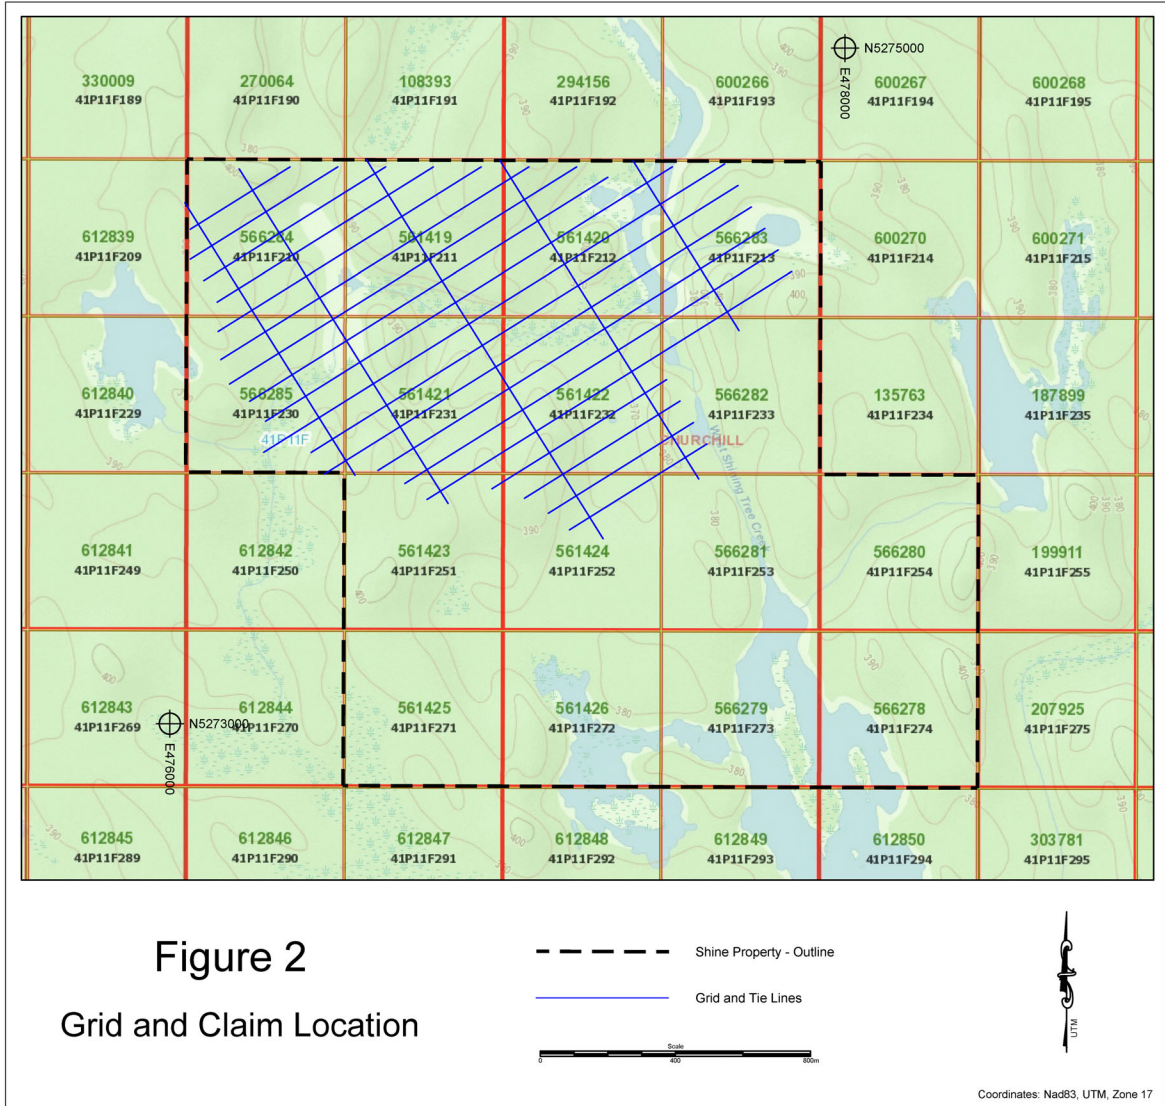 N5275000
E478000
330009
41P11F189
270064
41P11F190
108393
41P11F191
294156
41P11F192
600266
41P11F193
600267
41P11F194
600268
41P11F195
612839
41P11F209
566284
41P11F210
561419
41P11F211
561420
41P11F212
566283
41P11F213
600270
41P11F214
600271
41P11F215
612840
41P11F229
566285
41P11F230
41P11F
561421
41P11F231
561422
41P11F232
566282
41P11F233
CHURCHILL
West Shining Tree Creek
135763
41P11F234
187899
41P11F235
612841
41P11F249
612842
41P11F250
561423
41P11F251
561424
41P11F252
566281
41P11F253
566280
41P11F254
199911
41P11F255
612843
41P11F269
N5273000
E476000
612844
41P11F270
561425
41P11F271
561426
41P11F272
566279
41P11F273
566278
41P11F274
207925
41P11F275
612845
41P11F289
612846
41P11F290
612847
41P11F291
612848
41P11F292
612849
41P11F293
612850
41P11F294
303781
41P11F295
Figure 2
Grid and Claim Location
Shine Property - Outline
Grid and Tie Lines
Scale
0 400 800m
UTM
Coordinates: Nad83, UTM, Zone 17